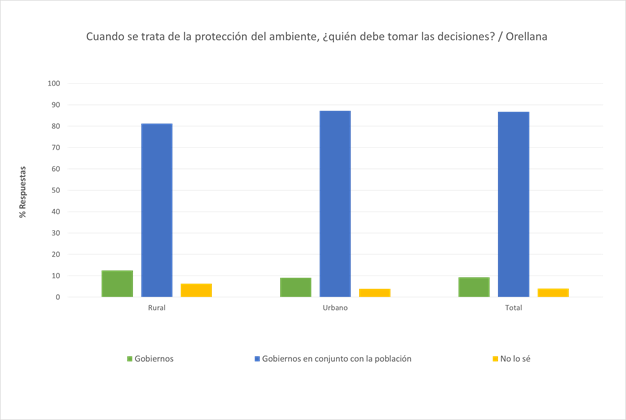 Cuando se trata de la protección del ambiente, ¿quién debe tomar las decisiones? / Orellana
% Respuestas
100
90
80
70
60
50
40
30
20
10
0
Rural
Urbano
Total
Gobiernos
Gobiernos en conjunto con la población
No lo sé